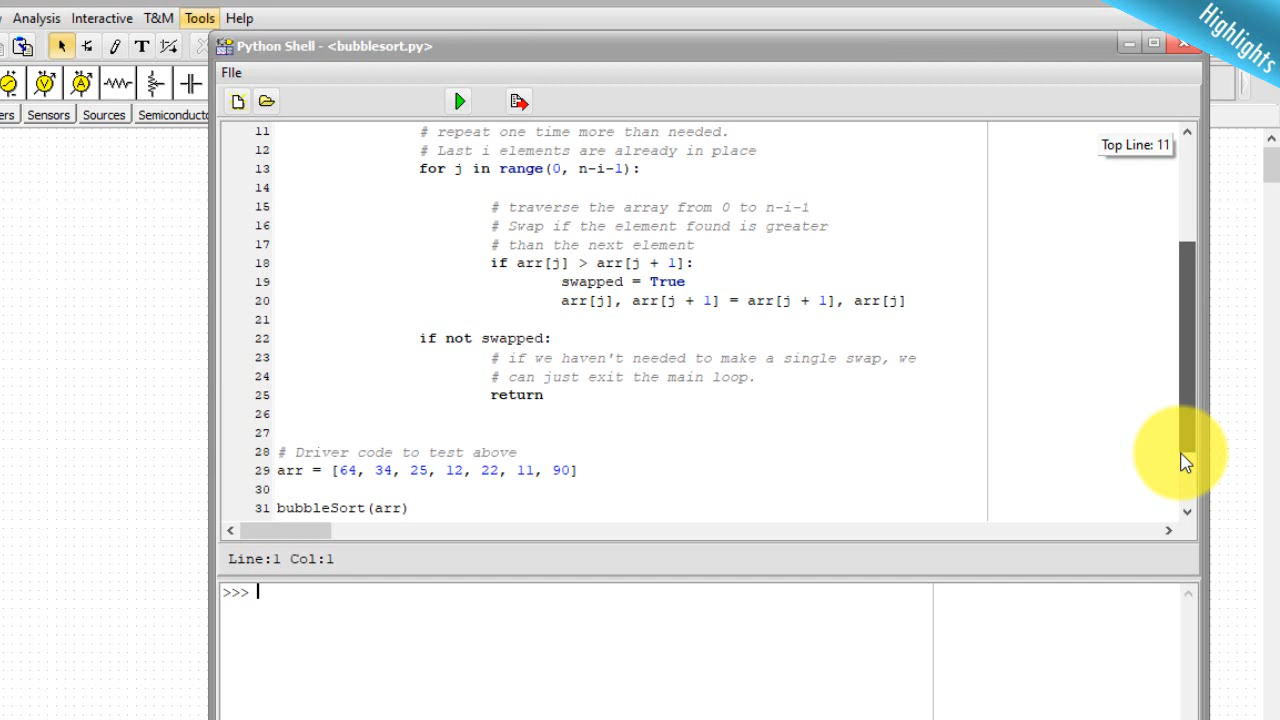 Analysis Interactive T&M Tools Help
Highlights
Python Shell - <bubblesort.py>
FIle
Sensors Sources
11 # repeat one time more than needed.
12 # Last i elements are already in place
13 for j in range(0, n-i-1):
14
15 # traverse the array from 0 to n-i-1
16 # Swap if the element found is greater
17 # than the next element
18 if arr[j] > arr[j + 1]:
19 swapped = True
20 arr[j], arr[j + 1] = arr[j + 1], arr[j]
21
22 if not swapped:
23 # if we haven't needed to make a single swap, we
24 # can just exit the main loop.
25 return
26
27
28 # Driver code to test above
29 arr = [64, 34, 25, 12, 22, 11, 90]
30
31 bubbleSort(arr)
Top Line: 11
Line:1 Col:1
>>>